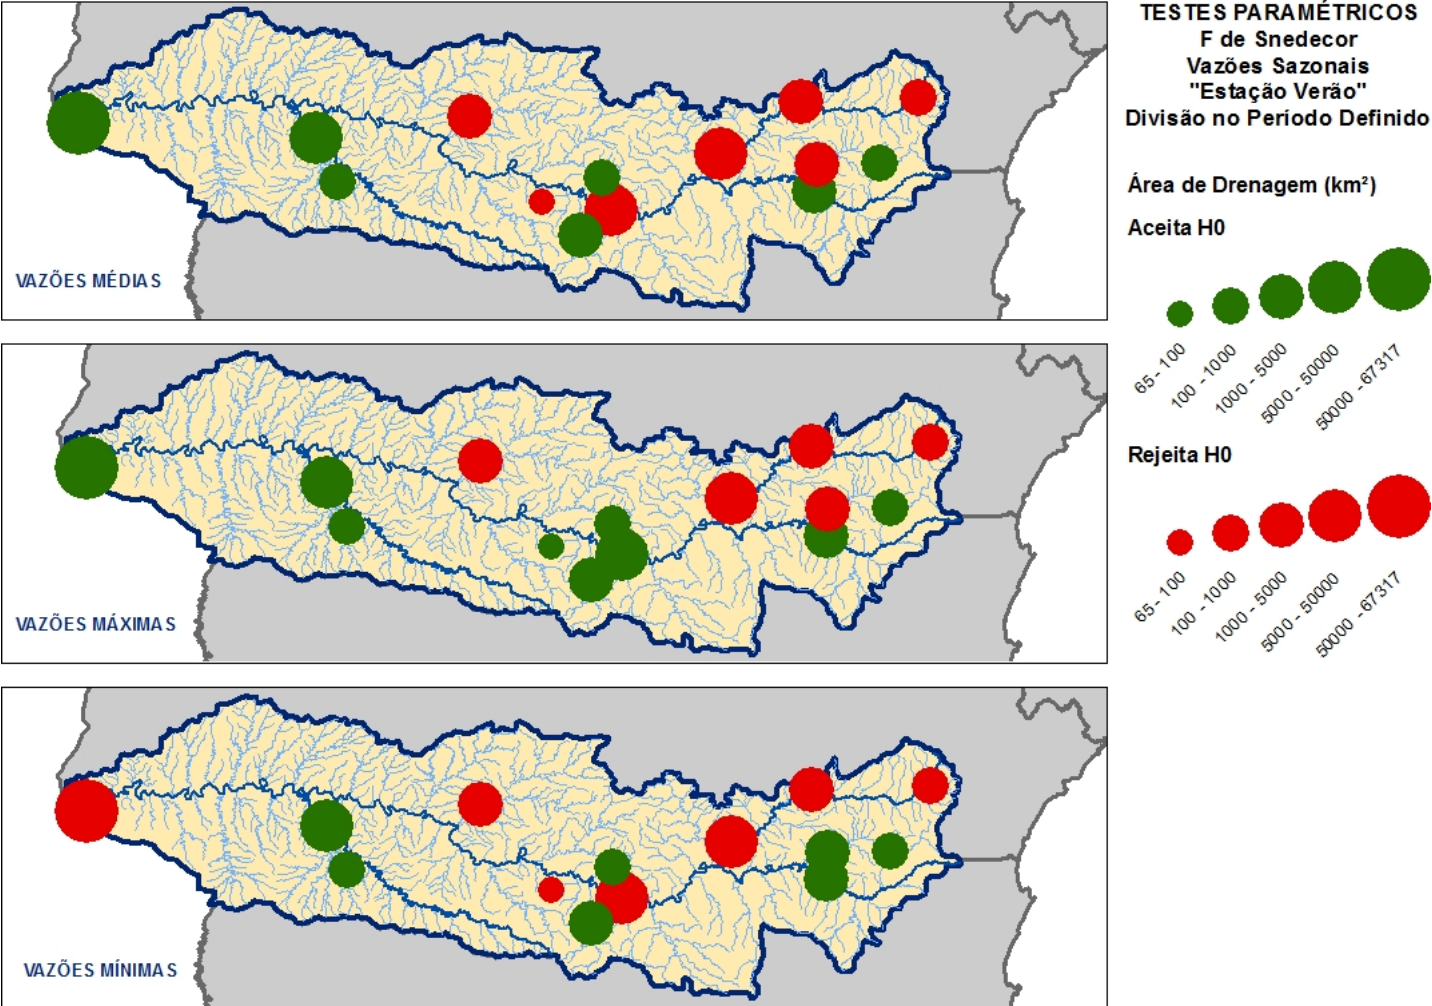 TESTES PARAMÉTRICOS
F de Snedecor
Vazões Sazonais
"Estação Verão"
Divisão no Período Definido
Área de Drenagem (km²)
Aceita H0
65 - 100
100 - 1000
1000 - 5000
5000 - 50000
50000 - 67317
Rejeita H0
65 - 100
100 - 1000
1000 - 5000
5000 - 50000
50000 - 67317
VAZÕES MÉDIAS
VAZÕES MÁXIMAS
VAZÕES MÍNIMAS